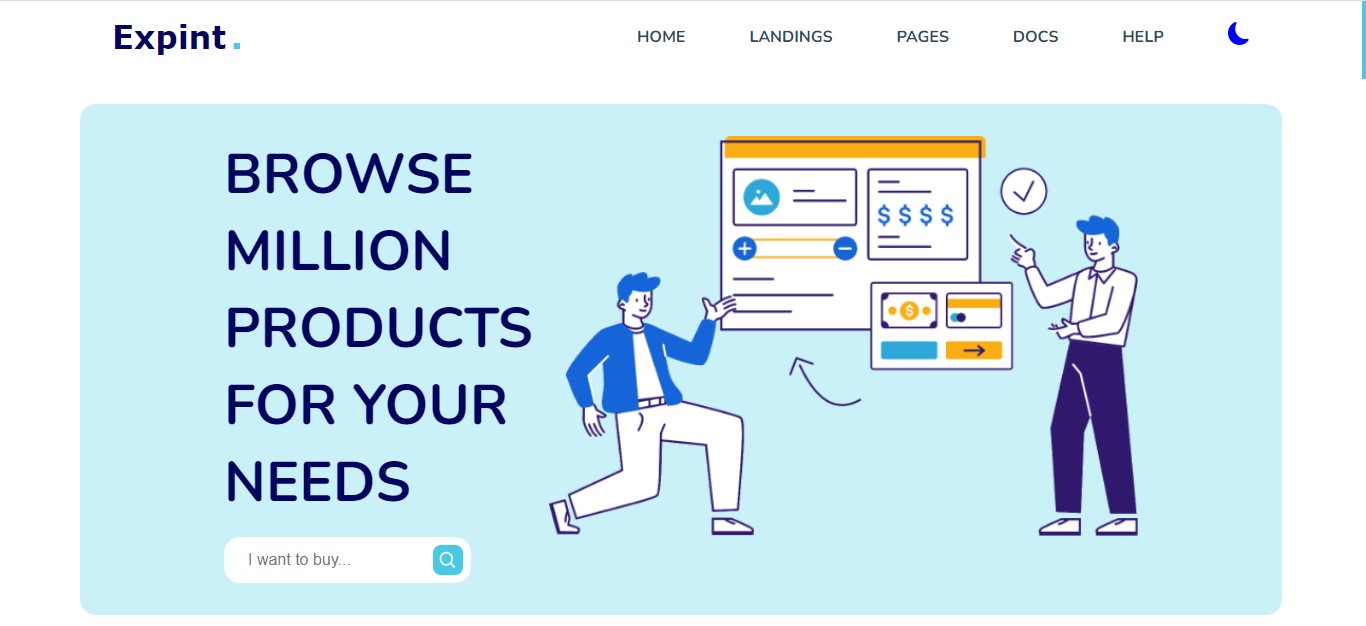 Expint.
HOME LANDINGS PAGES DOCS HELP
BROWSE
MILLION
PRODUCTS
FOR YOUR
NEEDS
$ $ $ $
$
I want to buy...